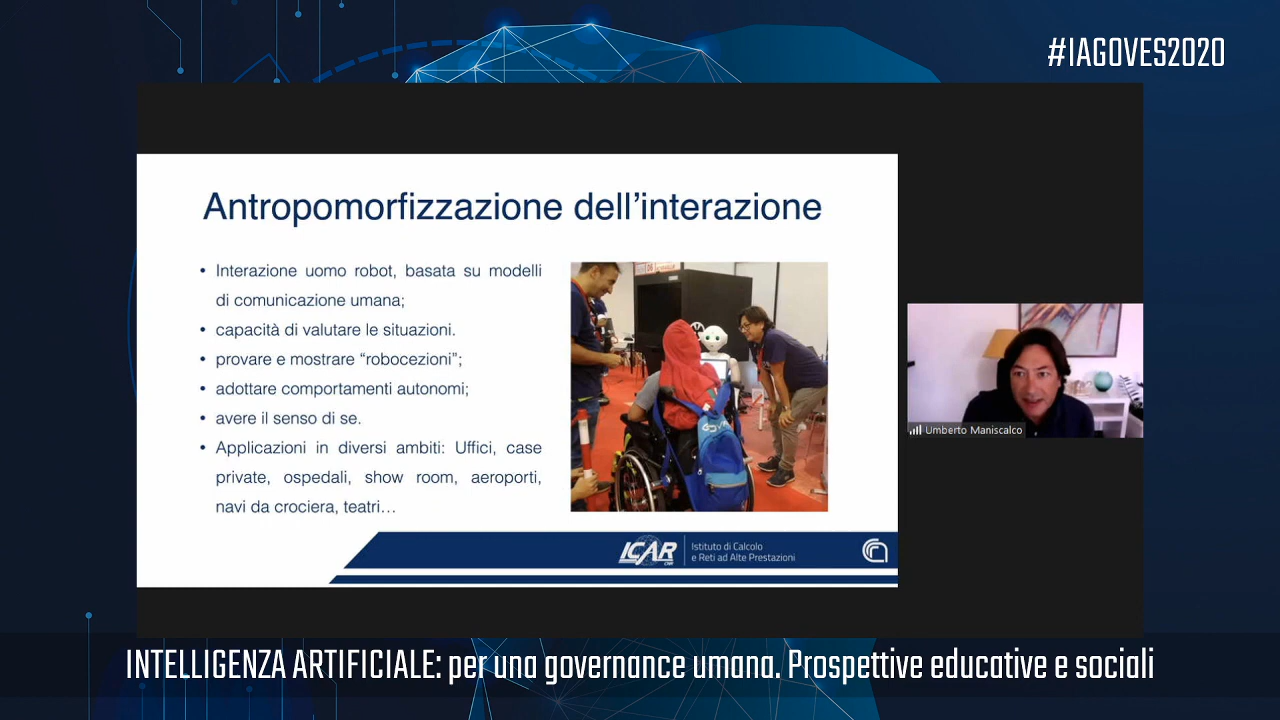 #IAGOVES2020
Antropomorfizzazione dell'interazione
• Interazione uomo robot, basata su modelli
di comunicazione umana;
• capacità di valutare le situazioni.
• provare e mostrare “robocezioni”;
• adottare comportamenti autonomi;
• avere il senso di se.
• Applicazioni in diversi ambiti: Uffici, case
private, ospedali, show room, aeroporti,
navi da crociera, teatri…
ICAR
CNR
Istituto di Calcolo
e Reti ad Alte Prestazioni
Umberto Maniscalco
INTELLIGENZA ARTIFICIALE: per una governance umana. Prospettive educative e sociali